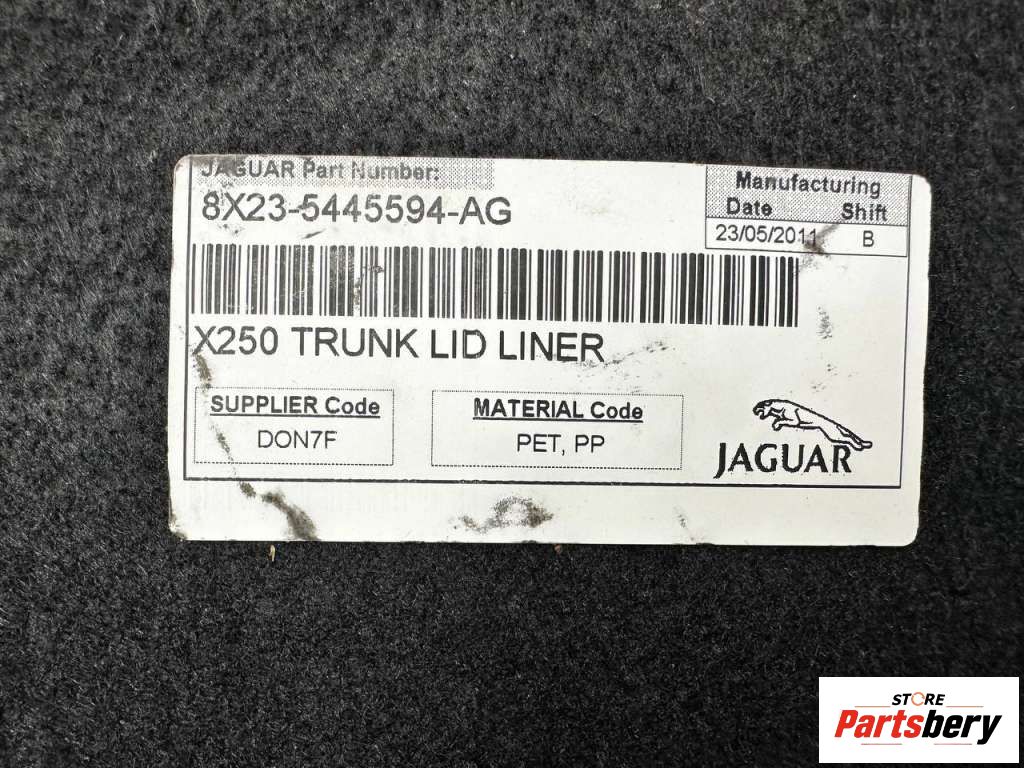 JAGUAR Part Number:
8X23-5445594-AG
Manufacturing
Date Shift
23/05/2011 B
X250 TRUNK LID LINER
SUPPLIER Code
DON7F
MATERIAL Code
PET, PP
JAGUAR
STORE
Partsbery